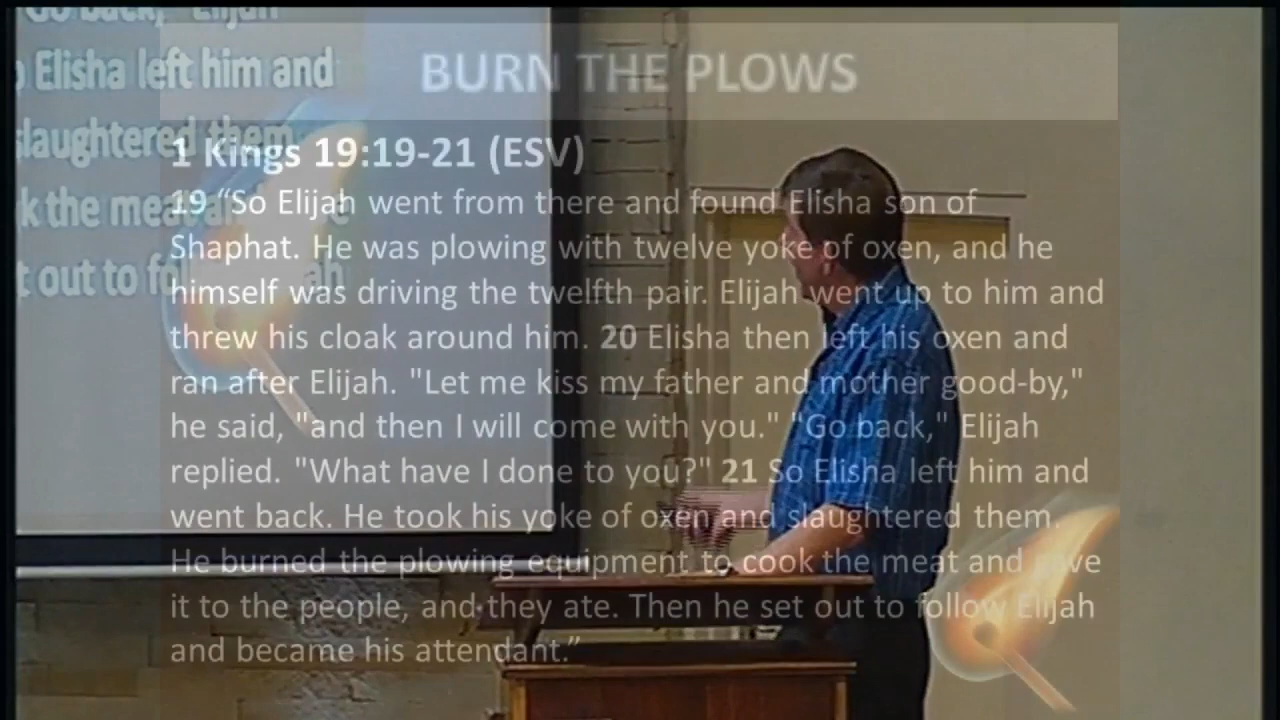 BURN THE PLOWS
1 Kings 19:19-21 (ESV)
19 “So Elijah went from there and found Elisha son of
Shaphat. He was plowing with twelve yoke of oxen, and he
himself was driving the twelfth pair. Elijah went up to him and
threw his cloak around him. 20 Elisha then left his oxen and
ran after Elijah. "Let me kiss my father and mother good-by,"
he said, "and then I will come with you." "Go back," Elijah
replied. "What have I done to you?" 21 So Elisha left him and
went back. He took his yoke of oxen and slaughtered them.
He burned the plowing equipment to cook the meat and gave
it to the people, and they ate. Then he set out to follow Elijah
and became his attendant.”
Go back," Elijah
Elisha left him and
slaughtered them.
the meat
t out to